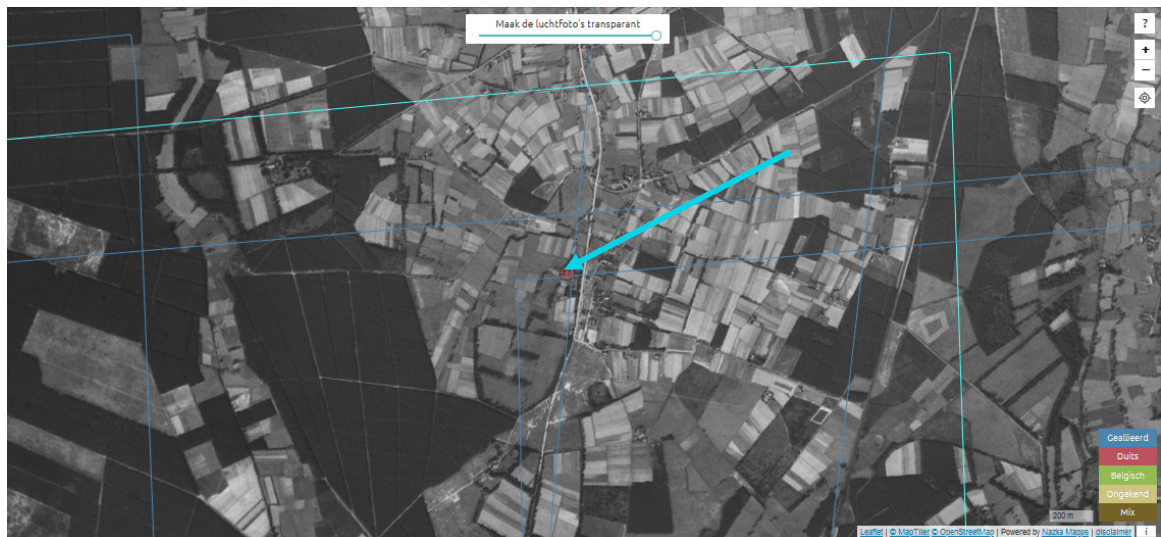 Maak de luchtfoto's transparant
?
+
−
Geallieerd
Duits
Belgisch
Ongekend
Mix
200 m
Leaflet | © MapTiler © OpenStreetMap | Powered by Nazka Mapps | disclaimer
i